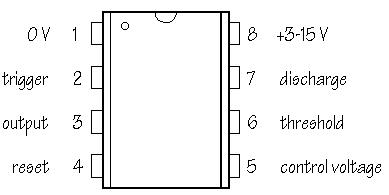 0 V 1 8 +3-15 V
trigger 2 7 discharge
output 3 6 threshold
reset 4 5 control voltage